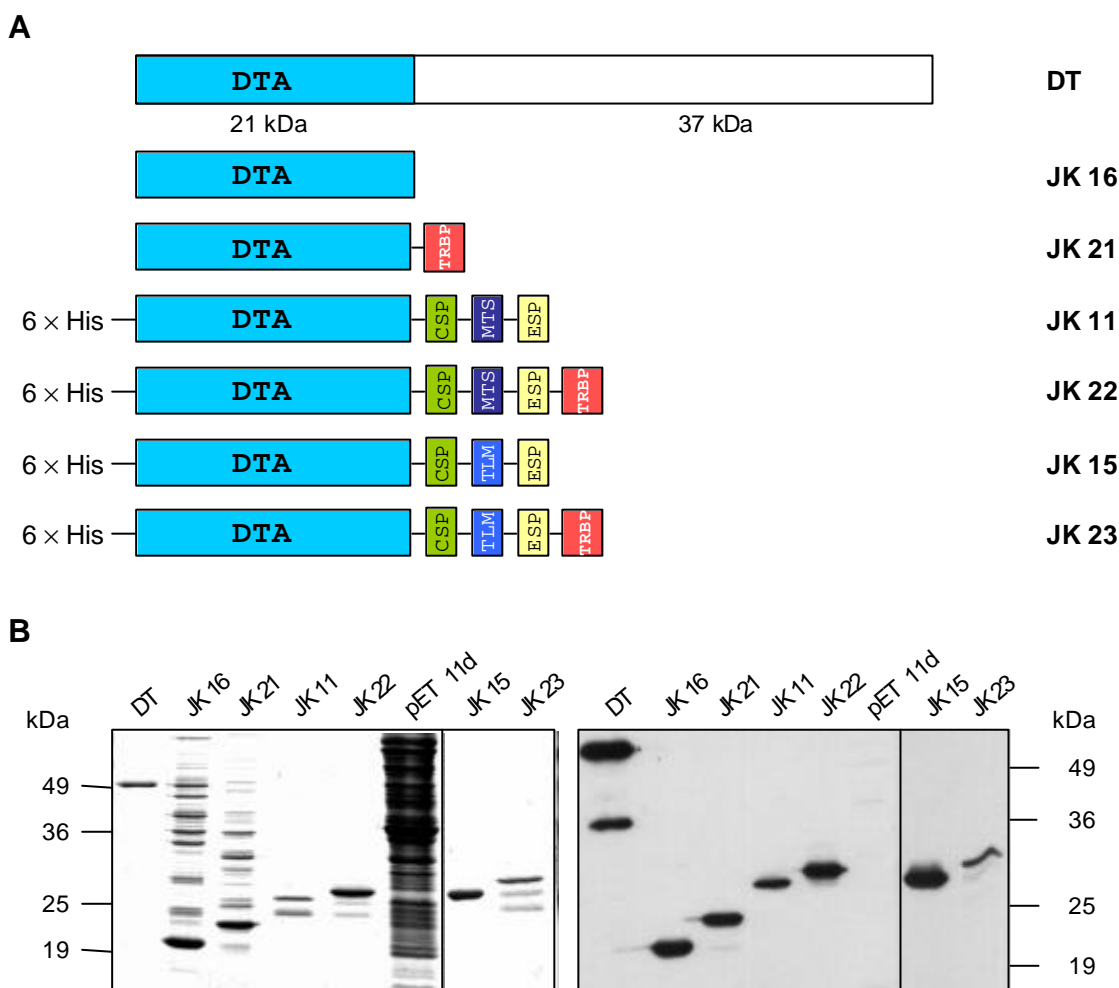 A
DTA DT
21 kDa 37 kDa
DTA JK 16
DTA TRBP JK 21
6 × His DTA CSP MTS ESP JK 11
6 × His DTA CSP MTS ESP TRBP JK 22
6 × His DTA CSP TLM ESP JK 15
6 × His DTA CSP TLM ESP TRBP JK 23
B
kDa DT JK 16 JK 21 JK 11 JK 22 pET 11d JK 15 JK 23 DT JK 16 JK 21 JK 11 JK 22 pET 11d JK 15 JK 23 kDa
49 49
36 36
25 25
19 19